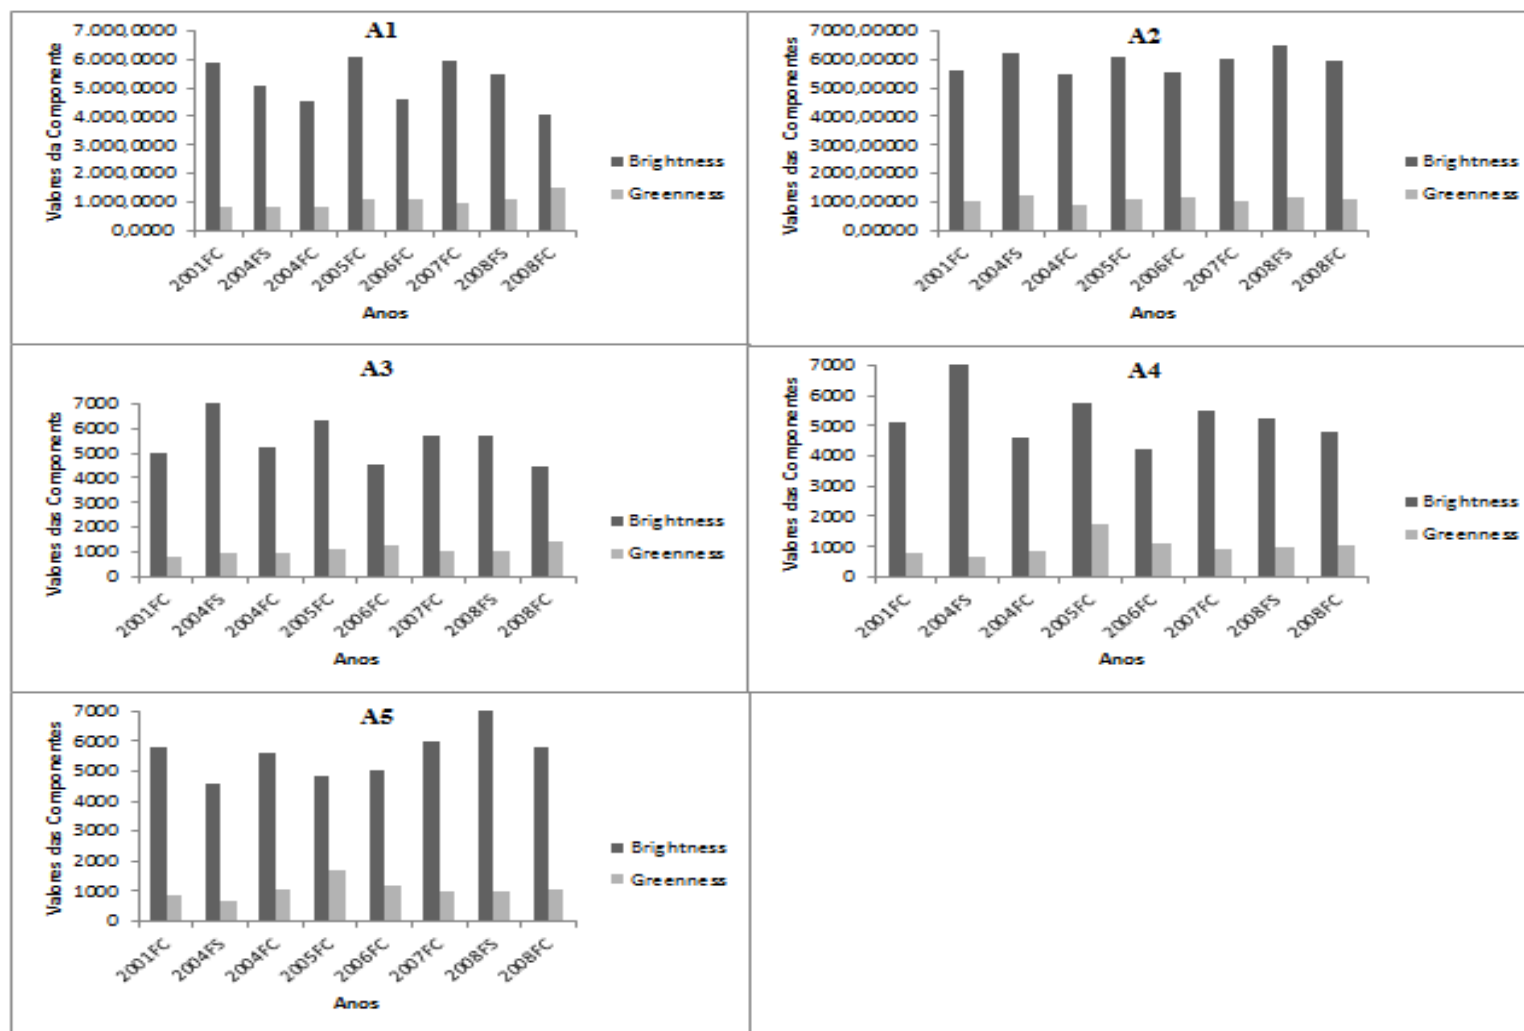 A1
Valores da Componente
7.000,0000
6.000,0000
5.000,0000
4.000,0000
3.000,0000
2.000,0000
1.000,0000
0,0000
2001FC 2004FS 2004FC 2005FC 2006FC 2007FC 2008FS 2008FC
Anos
Brightness
Greenness
A2
Valores das Componentes
7000,00000
6000,00000
5000,00000
4000,00000
3000,00000
2000,00000
1000,00000
0,00000
2001FC 2004FS 2004FC 2005FC 2006FC 2007FC 2008FS 2008FC
Anos
Brightness
Greenness
A3
Valores das Components
7000
6000
5000
4000
3000
2000
1000
0
2001FC 2004FS 2004FC 2005FC 2006FC 2007FC 2008FS 2008FC
Anos
Brightness
Greenness
A4
Valores das Componentes
7000
6000
5000
4000
3000
2000
1000
0
2001FC 2004FS 2004FC 2005FC 2006FC 2007FC 2008FS 2008FC
Anos
Brightness
Greenness
A5
Valores das Componentes
7000
6000
5000
4000
3000
2000
1000
0
2001FC 2004FS 2004FC 2005FC 2006FC 2007FC 2008FS 2008FC
Anos
Brightness
Greenness